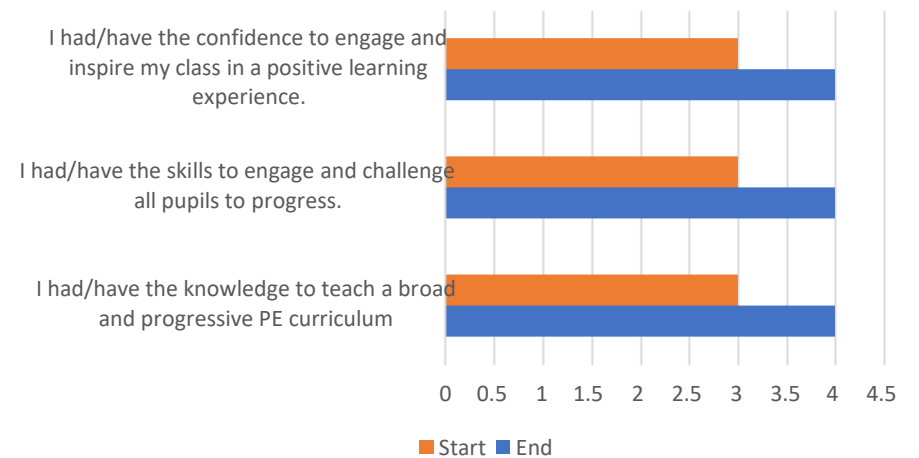 I had/have the confidence to engage and
inspire my class in a positive learning
experience.
I had/have the skills to engage and challenge
all pupils to progress.
I had/have the knowledge to teach a broad
and progressive PE curriculum
0 0.5 1 1.5 2 2.5 3 3.5 4 4.5
Start End